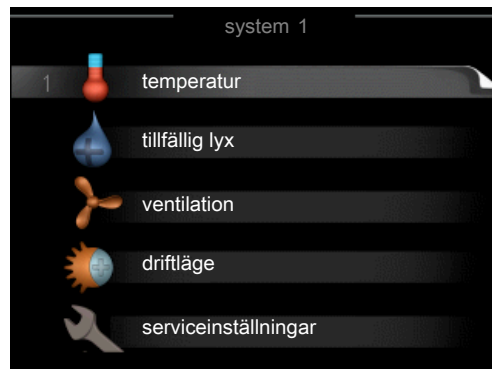 system 1
1 temperatur
tillfällig lyx
ventilation
driftläge
serviceinställningar